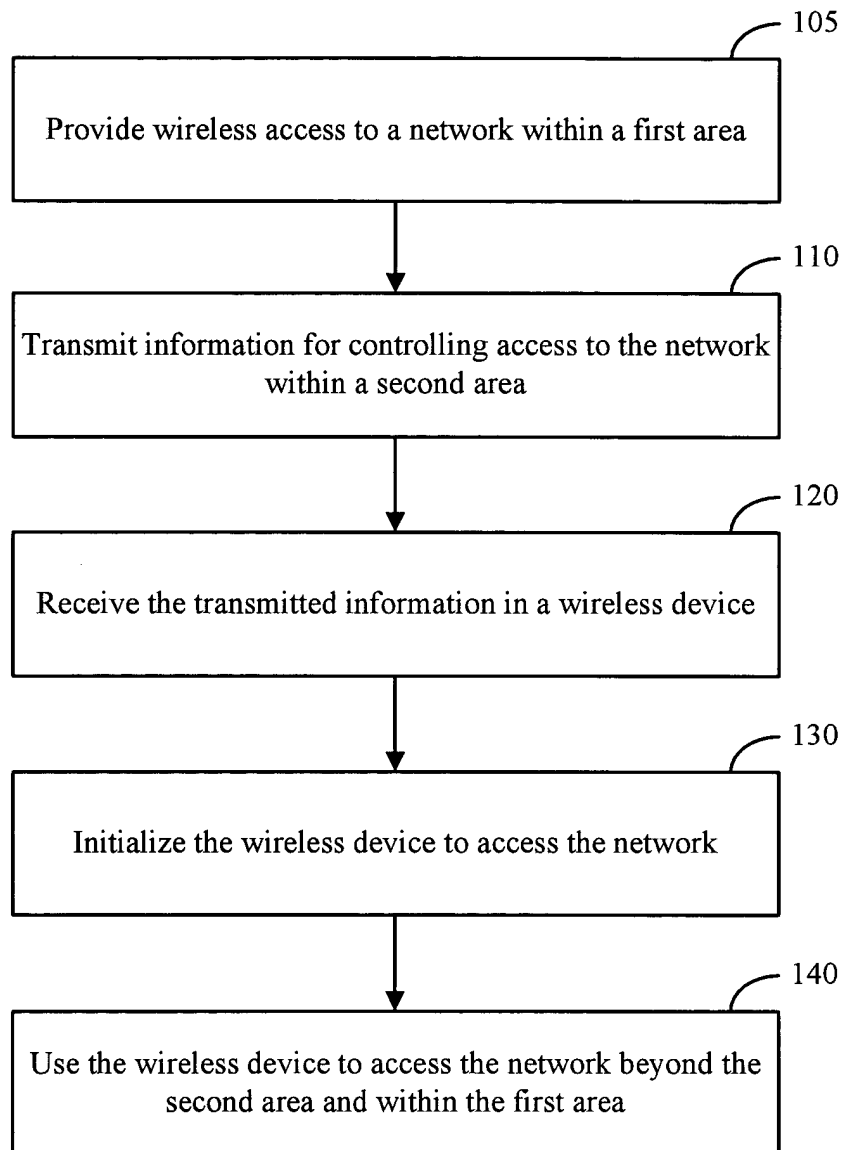 105
Provide wireless access to a network within a first area
110
Transmit information for controlling access to the network
within a second area
120
Receive the transmitted information in a wireless device
130
Initialize the wireless device to access the network
140
Use the wireless device to access the network beyond the
second area and within the first area